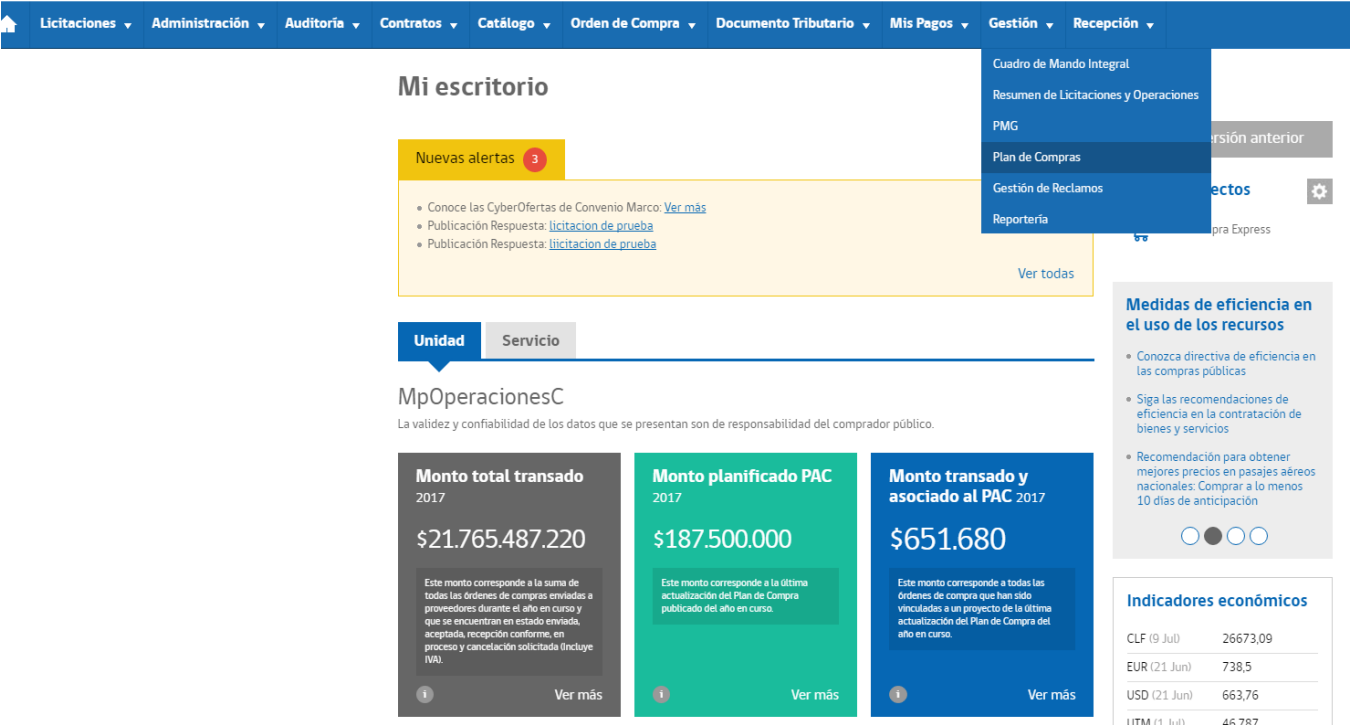 Licitaciones
Administración
Auditoría
Contratos
Catálogo
Orden de Compra
Documento Tributario
Mis Pagos
Gestión
Recepción
Cuadro de Mando Integral
Resumen de Licitaciones y Operaciones
PMG
Plan de Compras
Gestión de Reclamos
Reportería
Mi escritorio
Nuevas alertas 3
Conoce las CyberOfertas de Convenio Marco: Ver más
Publicación Respuesta: licitacion de prueba
Publicación Respuesta: liicitacion de prueba
Ver todas
anterior
Express
Unidad
Servicio
MpOperacionesC
La validez y confiabilidad de los datos que se presentan son de responsabilidad del comprador público.
Monto total transado
2017
$21.765.487.220
Este monto corresponde a la suma de
todas las órdenes de compras enviadas a
proveedores durante el año en curso y
que se encuentran en estado enviada,
aceptada, recepción conforme, en
proceso y cancelación solicitada (Incluye
IVA).
Ver más
Monto planificado PAC
2017
$187.500.000
Este monto corresponde a la última
actualización del Plan de Compra
publicado del año en curso.
Ver más
Monto transado y
asociado al PAC 2017
$651.680
Este monto corresponde a todas las
órdenes de compra que han sido
vinculadas a un proyecto de la última
actualización del Plan de Compra del
año en curso.
Ver más
Medidas de eficiencia en
el uso de los recursos
Conozca directiva de eficiencia en
las compras públicas
Siga las recomendaciones de
eficiencia en la contratación de
bienes y servicios
Recomendación para obtener
mejores precios en pasajes aéreos
nacionales: Comprar a lo menos
10 días de anticipación
Indicadores económicos
CLF (9 Jul) 26673,09
EUR (21 Jun) 738,5
USD (21 Jun) 663,76
UTM (1 Jul) 46.787